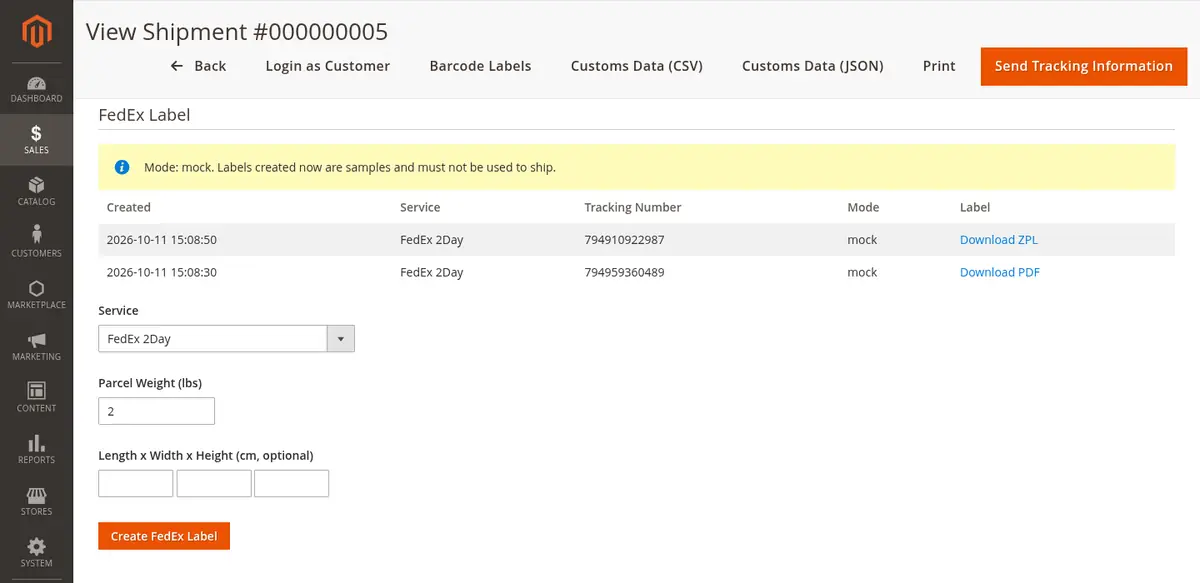 View Shipment #000000005
← Back Login as Customer Barcode Labels Customs Data (CSV) Customs Data (JSON) Print Send Tracking Information
DASHBOARD
SALES
CATALOG
CUSTOMERS
MARKETPLACE
MARKETING
CONTENT
REPORTS
STORES
SYSTEM
FedEx Label
Mode: mock. Labels created now are samples and must not be used to ship.
Created Service Tracking Number Mode Label
2026-10-11 15:08:50 FedEx 2Day 794910922987 mock Download ZPL
2026-10-11 15:08:30 FedEx 2Day 794959360489 mock Download PDF
Service
FedEx 2Day
Parcel Weight (lbs)
2
Length x Width x Height (cm, optional)
Create FedEx Label